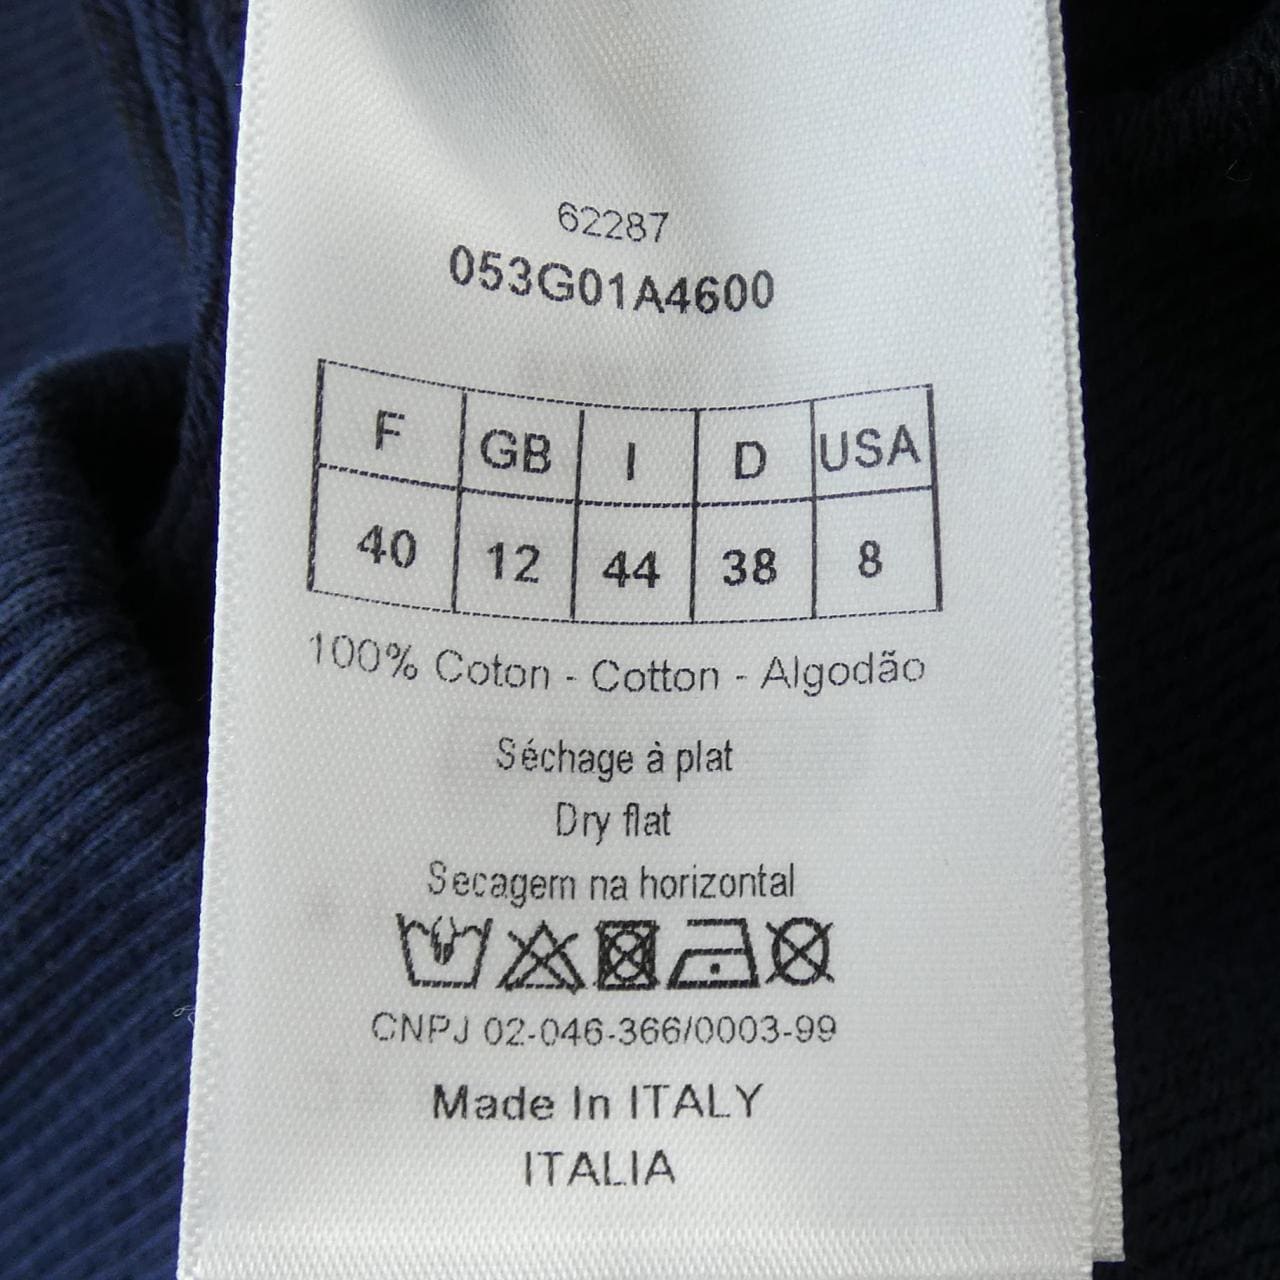 62287
053G01A4600
F GB I D USA
40 12 44 38 8
100% Coton - Cotton - Algodão
Séchage à plat
Dry flat
Secagem na horizontal
CNPJ 02-046-366/0003-99
Made In ITALY
ITALIA